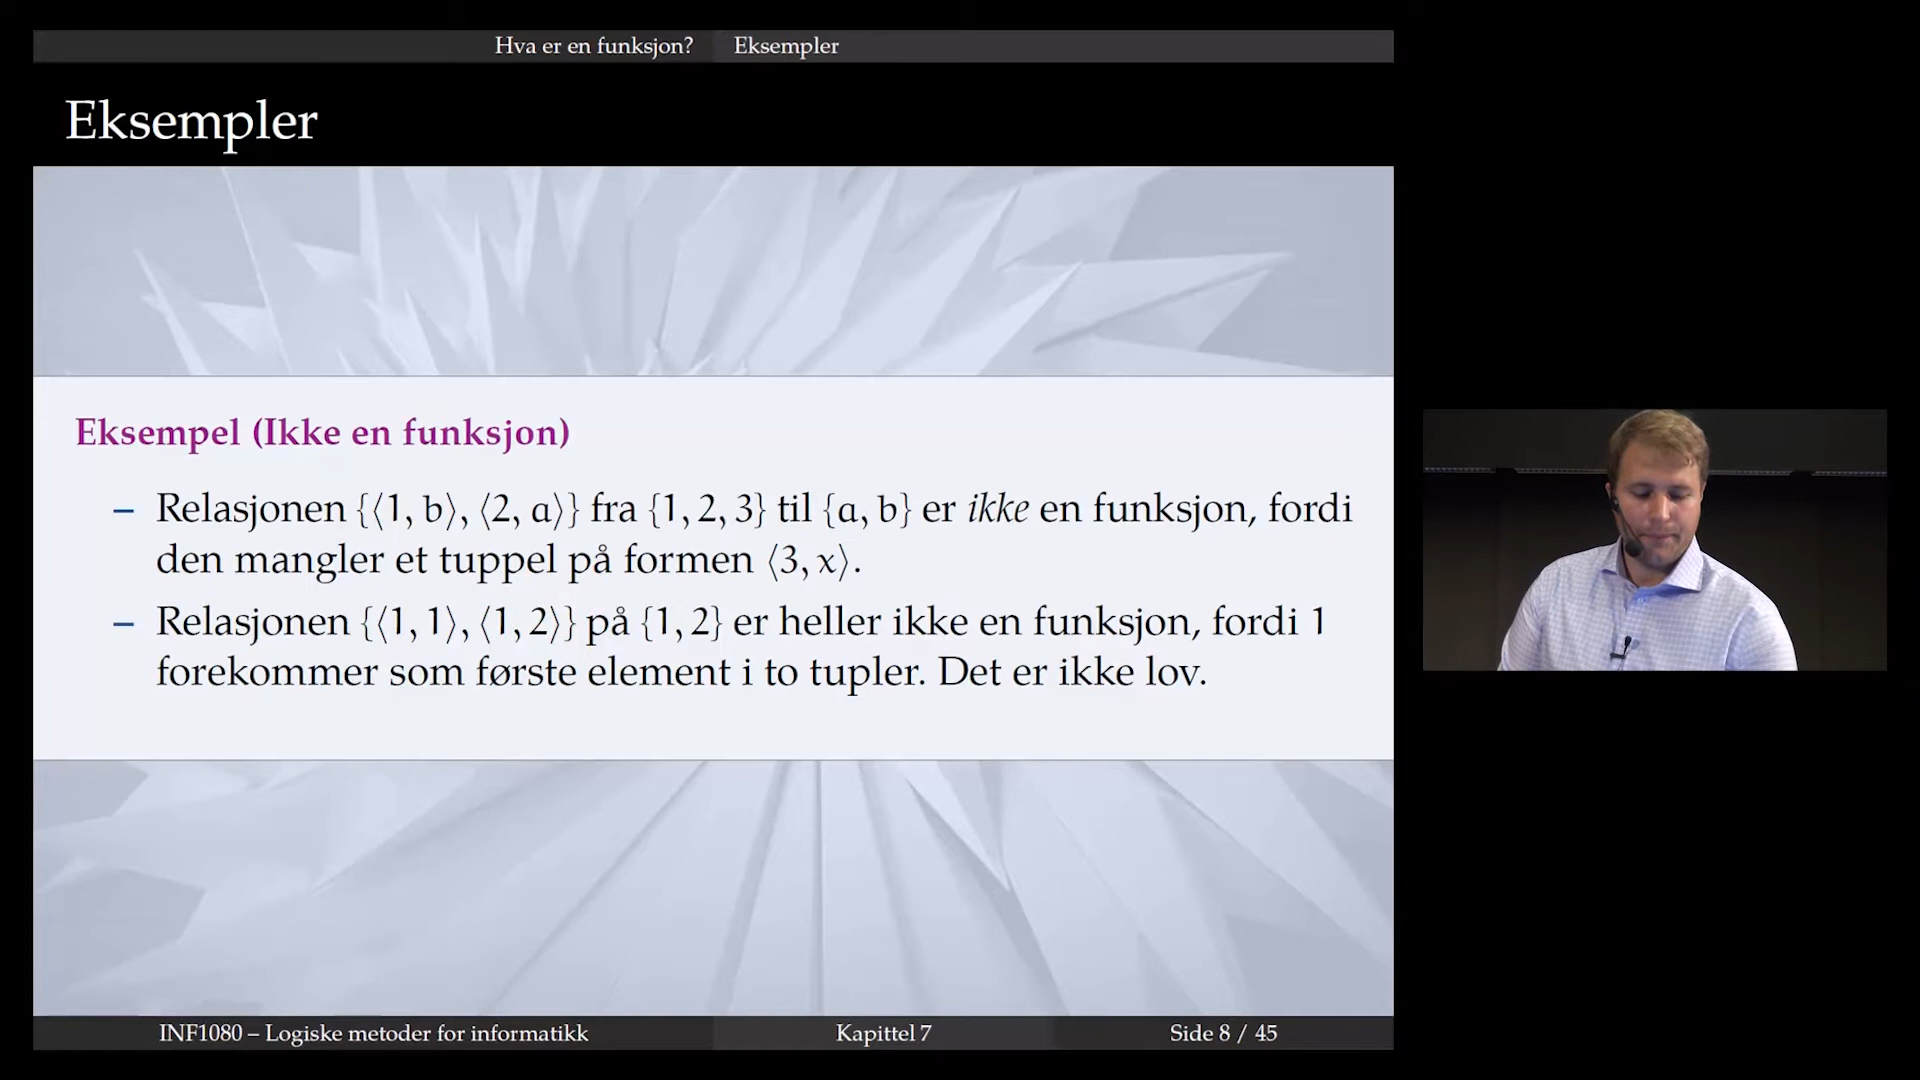 Hva er en funksjon? Eksempler
Eksempler
Eksempel (Ikke en funksjon)
– Relasjonen {⟨1, b⟩, ⟨2, a⟩} fra {1, 2, 3} til {a, b} er ikke en funksjon, fordi
den mangler et tuppel på formen ⟨3, x⟩.
– Relasjonen {⟨1, 1⟩, ⟨1, 2⟩} på {1, 2} er heller ikke en funksjon, fordi 1
forekommer som første element i to tupler. Det er ikke lov.
INF1080 – Logiske metoder for informatikk Kapittel 7 Side 8 / 45